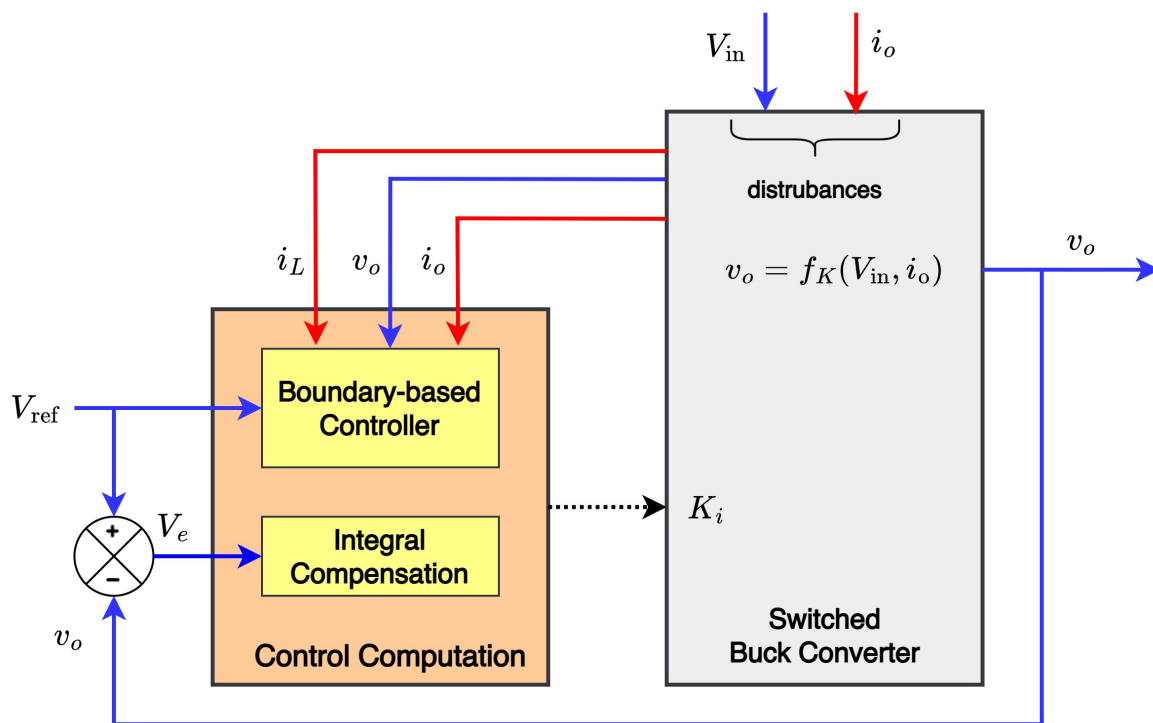 V_in
i_o
distrubances
i_L
v_o
i_o
v_o = f_K(V_in, i_o)
v_o
Boundary-based
Controller
V_ref
+
−
V_e
K_i
Integral
Compensation
v_o
Control Computation
Switched
Buck Converter